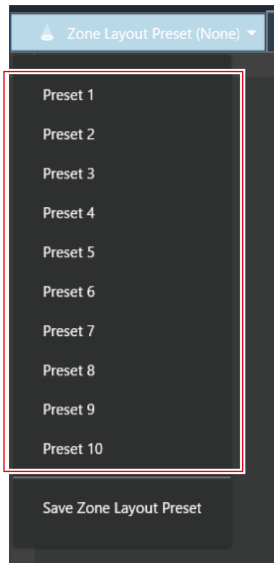 Zone Layout Preset (None)
Preset 1
Preset 2
Preset 3
Preset 4
Preset 5
Preset 6
Preset 7
Preset 8
Preset 9
Preset 10
Save Zone Layout Preset